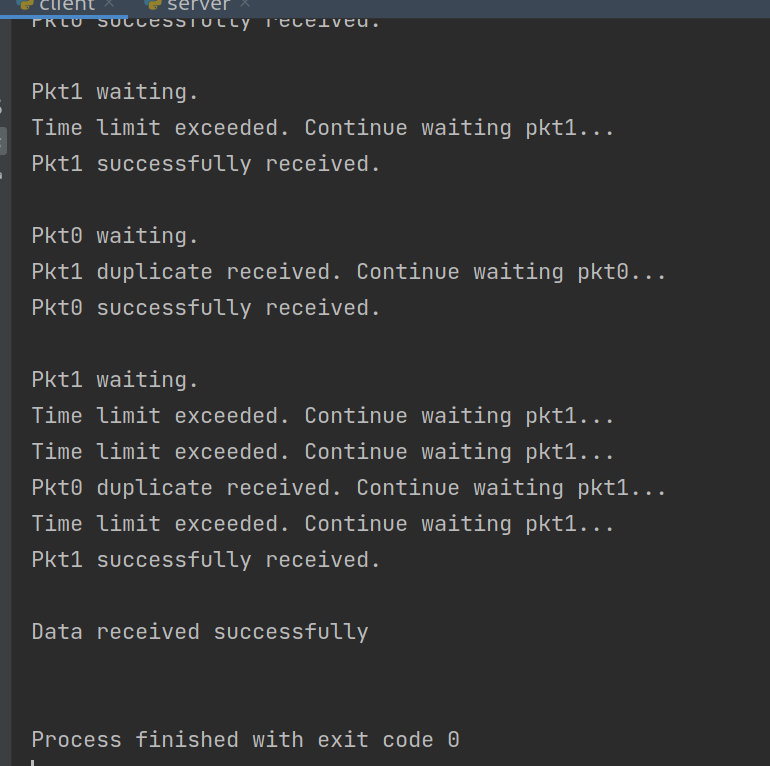 client × server ×
Pkt0 successfully received.
Pkt1 waiting.
Time limit exceeded. Continue waiting pkt1...
Pkt1 successfully received.
Pkt0 waiting.
Pkt1 duplicate received. Continue waiting pkt0...
Pkt0 successfully received.
Pkt1 waiting.
Time limit exceeded. Continue waiting pkt1...
Time limit exceeded. Continue waiting pkt1...
Pkt0 duplicate received. Continue waiting pkt1...
Time limit exceeded. Continue waiting pkt1...
Pkt1 successfully received.
Data received successfully
Process finished with exit code 0